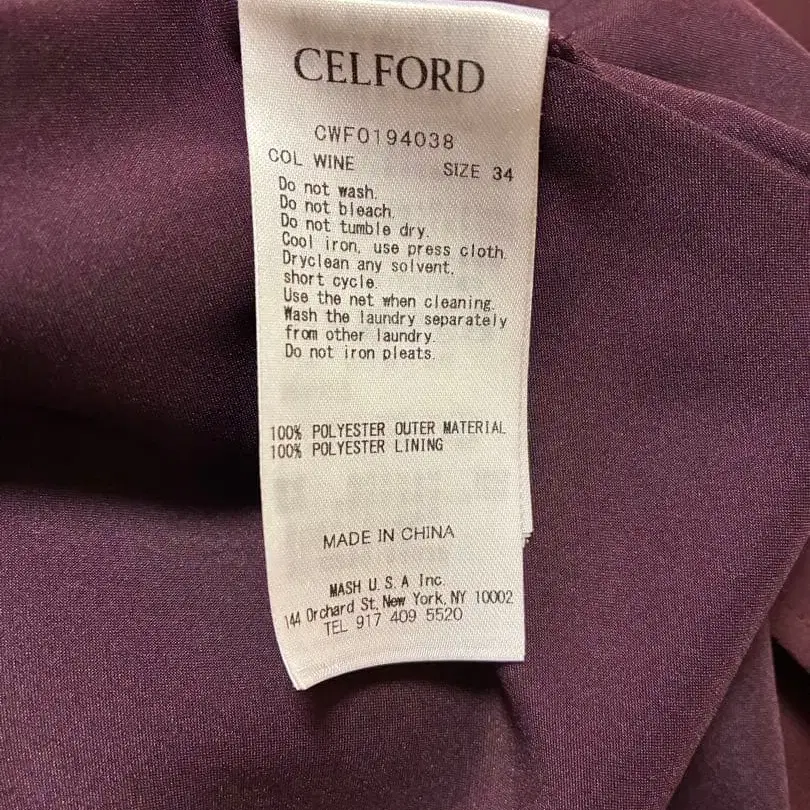 CELFORD
CWFO194038
COL WINE SIZE 34
Do not wash.
Do not bleach.
Do not tumble dry.
Cool iron, use press cloth.
Dryclean any solvent,
short cycle.
Use the net when cleaning.
Wash the laundry separately
from other laundry.
Do not iron pleats.
100% POLYESTER OUTER MATERIAL
100% POLYESTER LINING
MADE IN CHINA
MASH U.S.A Inc.
144 Orchard St, New York, NY 10002
TEL 917 409 5520